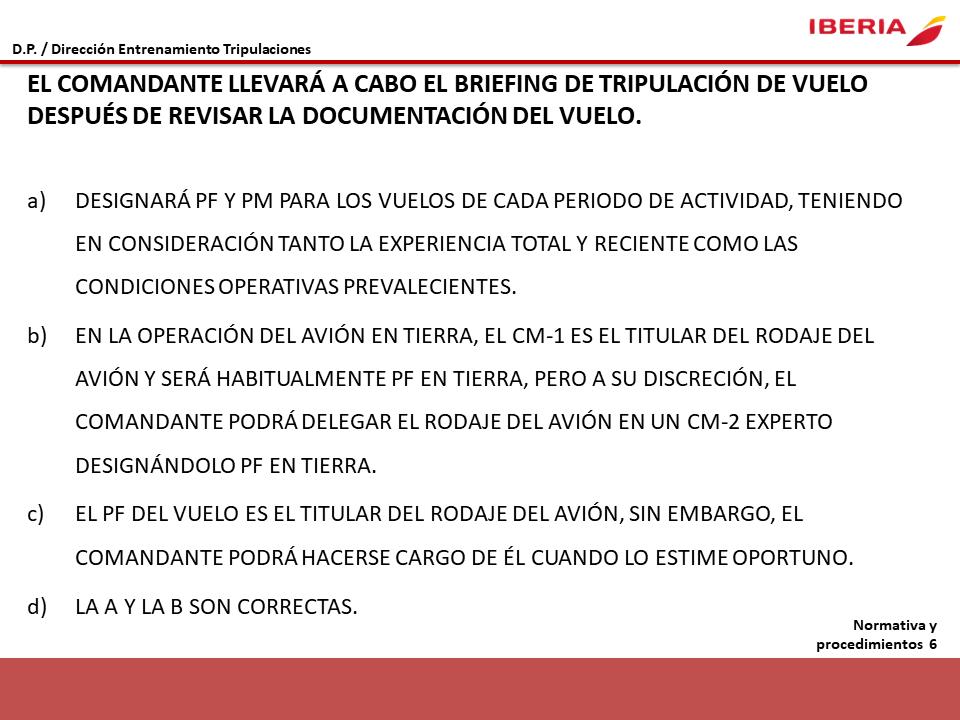 IBERIA
D.P. / Dirección Entrenamiento Tripulaciones
EL COMANDANTE LLEVARÁ A CABO EL BRIEFING DE TRIPULACIÓN DE VUELO
DESPUÉS DE REVISAR LA DOCUMENTACIÓN DEL VUELO.
a) DESIGNARÁ PF Y PM PARA LOS VUELOS DE CADA PERIODO DE ACTIVIDAD, TENIENDO
EN CONSIDERACIÓN TANTO LA EXPERIENCIA TOTAL Y RECIENTE COMO LAS
CONDICIONES OPERATIVAS PREVALECIENTES.
b) EN LA OPERACIÓN DEL AVIÓN EN TIERRA, EL CM-1 ES EL TITULAR DEL RODAJE DEL
AVIÓN Y SERÁ HABITUALMENTE PF EN TIERRA, PERO A SU DISCRECIÓN, EL
COMANDANTE PODRÁ DELEGAR EL RODAJE DEL AVIÓN EN UN CM-2 EXPERTO
DESIGNÁNDOLO PF EN TIERRA.
c) EL PF DEL VUELO ES EL TITULAR DEL RODAJE DEL AVIÓN, SIN EMBARGO, EL
COMANDANTE PODRÁ HACERSE CARGO DE ÉL CUANDO LO ESTIME OPORTUNO.
d) LA A Y LA B SON CORRECTAS.
Normativa y
procedimientos 6